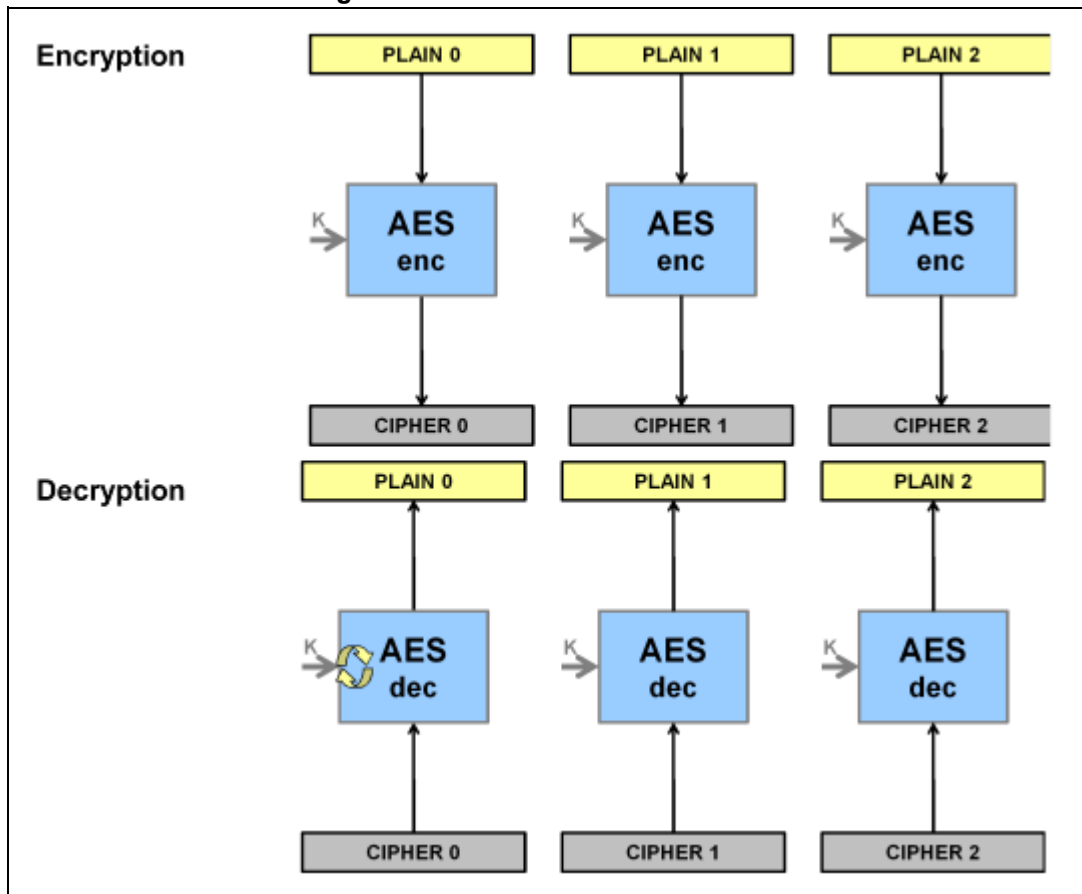 Encryption
PLAIN 0
PLAIN 1
PLAIN 2
K
AES
enc
K
AES
enc
K
AES
enc
CIPHER 0
CIPHER 1
CIPHER 2
Decryption
PLAIN 0
PLAIN 1
PLAIN 2
K
AES
dec
K
AES
dec
K
AES
dec
CIPHER 0
CIPHER 1
CIPHER 2